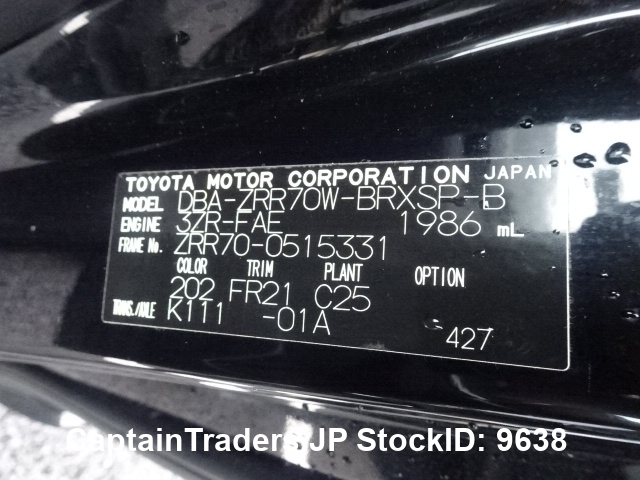 TOYOTA MOTOR CORPORATION JAPAN
MODEL DBA-ZRR70W-BRXSP-B
ENGINE 3ZR-FAE 1986 mL
FRAME No. ZRR70-0515331
COLOR TRIM PLANT OPTION
202 FR21 C25
TRANS./AXLE K111 -01A
427
CaptainTraders JP StockID: 9638